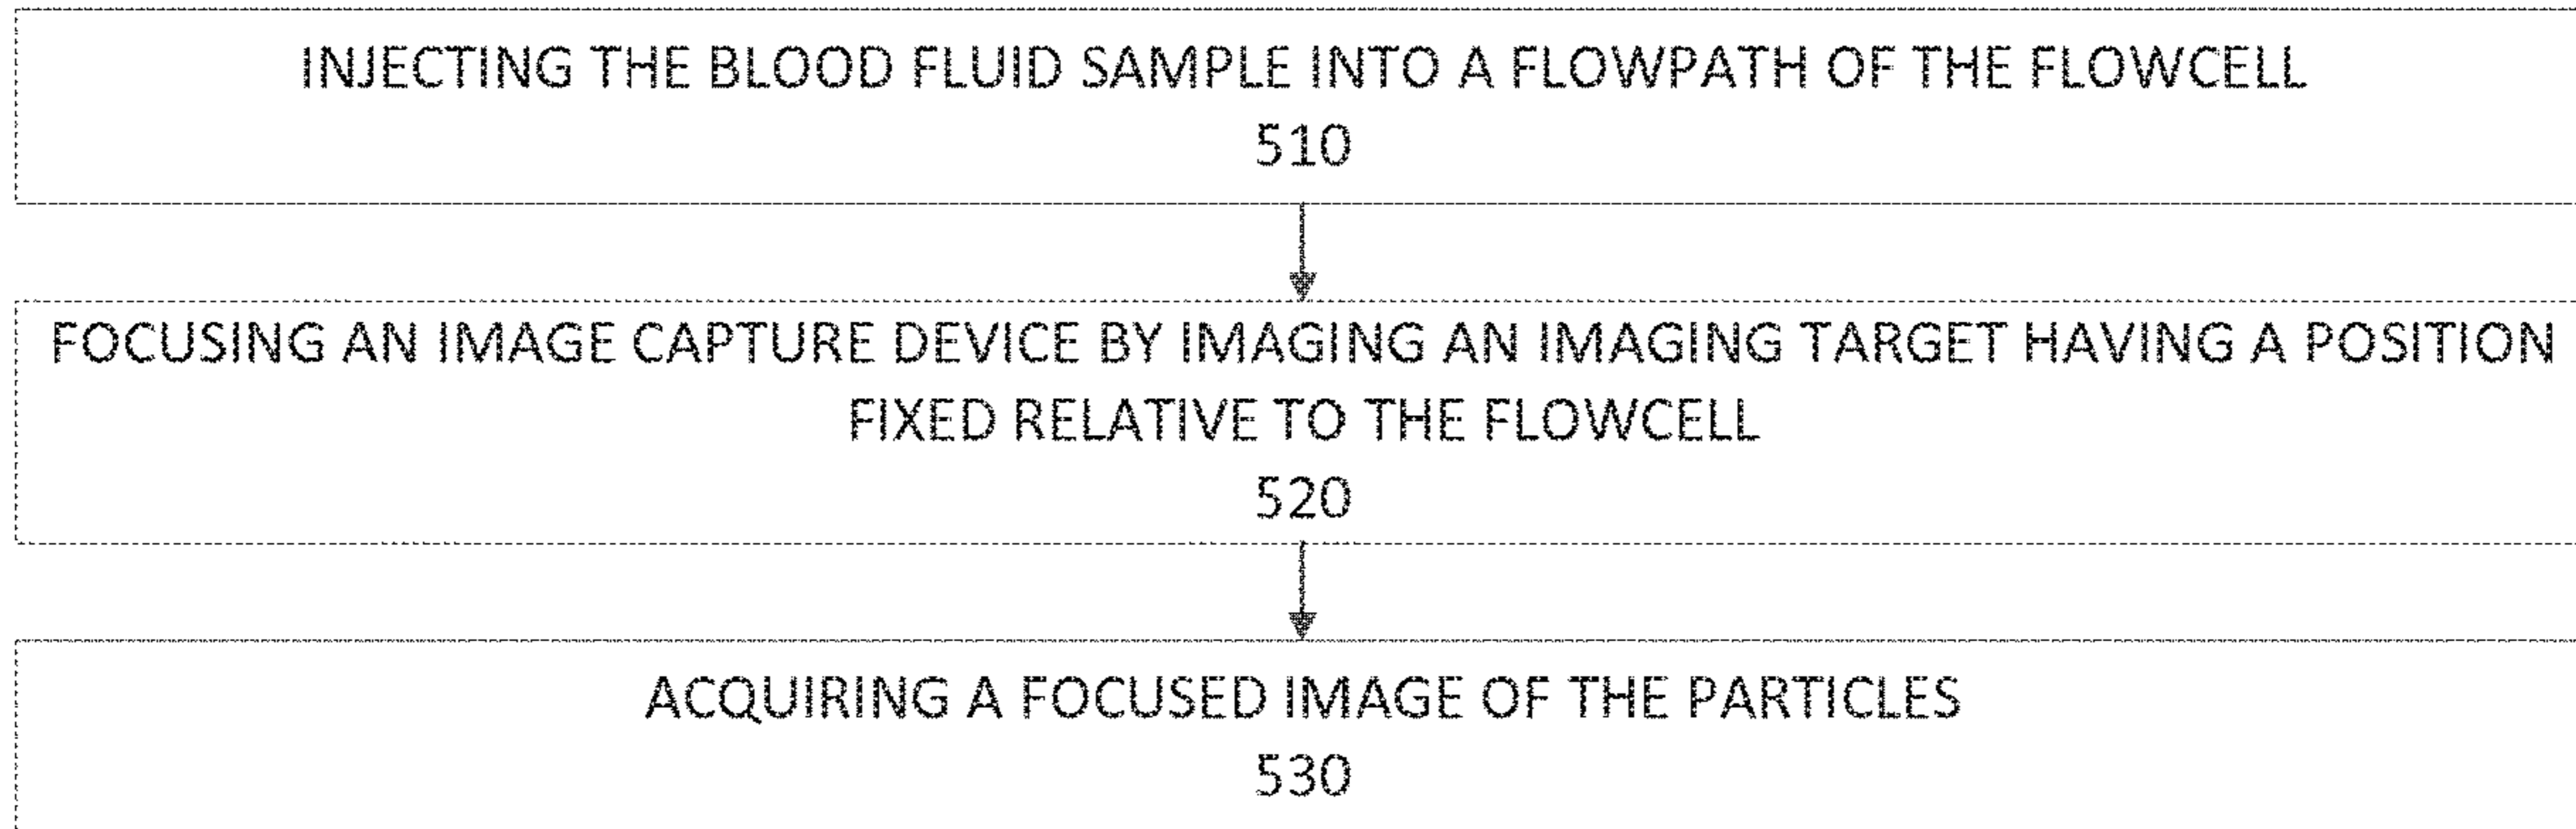 INJECTING THE BLOOD FLUID SAMPLE INTO A FLOWPATH OF THE FLOWCELL
510
FOCUSING AN IMAGE CAPTURE DEVICE BY IMAGING AN IMAGING TARGET HAVING A POSITION
FIXED RELATIVE TO THE FLOWCELL
520
ACQUIRING A FOCUSED IMAGE OF THE PARTICLES
530